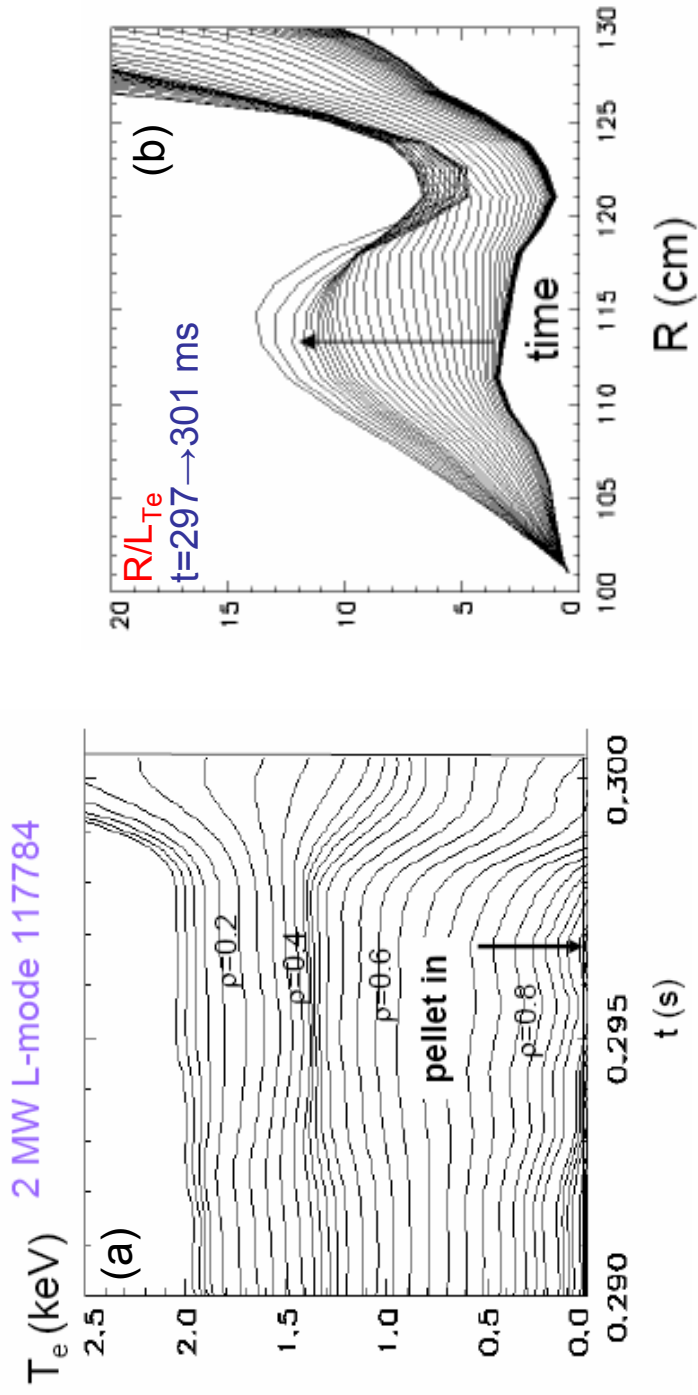 2 MW L-mode 117784
Tₑ (keV)
(a)
2.5
2.0
1.5
1.0
0.5
0.0
ρ=0.2
ρ=0.4
ρ=0.6
ρ=0.8
pellet in
0.290
0.295
0.300
t (s)
(b)
R/L_Te
t=297→301 ms
20
15
10
5
0
time
100
105
110
115
120
125
130
R (cm)